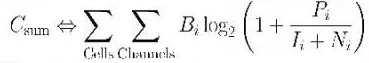 C_sum ⇔ ∑_Cells ∑_Channels B_i log_2 (1 + P_i / (I_i + N_i))